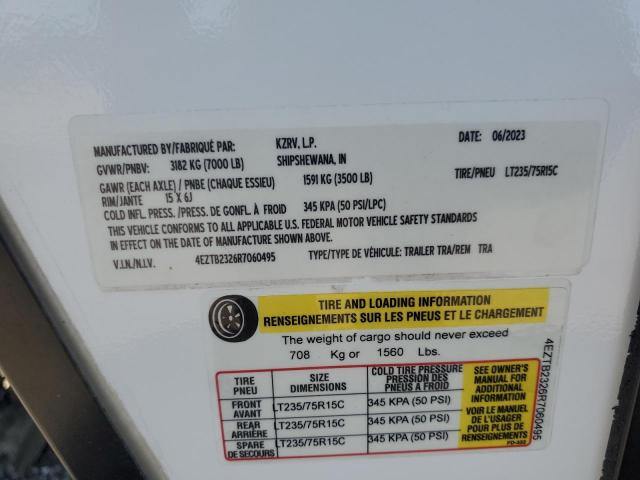 MANUFACTURED BY/FABRIQUÉ PAR: KZRV, L.P. DATE: 06/2023
GVWR/PNBV: 3182 KG (7000 LB) SHIPSHEWANA, IN
GAWR (EACH AXLE) / PNBE (CHAQUE ESSIEU) 1591 KG (3500 LB) TIRE/PNEU LT235/75R15C
RIM/JANTE 15 X 6J
COLD INFL. PRESS./PRESS. DE GONFL. À FROID 345 KPA (50 PSI/LPC)
THIS VEHICLE CONFORMS TO ALL APPLICABLE U.S. FEDERAL MOTOR VEHICLE SAFETY STANDARDS
IN EFFECT ON THE DATE OF MANUFACTURE SHOWN ABOVE.
V.I.N./N.I.V. 4EZTB2326R7060495 TYPE/TYPE DE VÉHICULE: TRAILER TRA/REM TRA
TIRE AND LOADING INFORMATION
RENSEIGNEMENTS SUR LES PNEUS ET LE CHARGEMENT
The weight of cargo should never exceed
708 Kg or 1560 Lbs.
TIRE PNEU
SIZE DIMENSIONS
COLD TIRE PRESSURE
PRESSION DES
PNEUS A FROID
FRONT AVANT LT235/75R15C 345 KPA (50 PSI)
REAR ARRIÈRE LT235/75R15C 345 KPA (50 PSI)
SPARE DE SECOURS LT235/75R15C 345 KPA (50 PSI)
SEE OWNER'S
MANUAL FOR
ADDITIONAL
INFORMATION
VOIR LE MANUEL
DE L'USAGER
POUR PLUS DE
RENSEIGNEMENTS
4EZTB2326R7060495